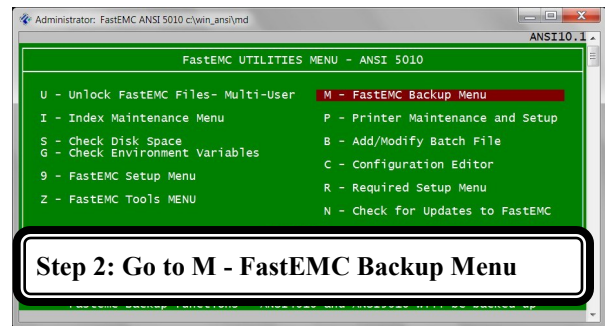 Administrator: FastEMC ANSI 5010 c:\win_ansi\md
ANSI10.1
FastEMC UTILITIES MENU - ANSI 5010
U - Unlock FastEMC Files- Multi-User
I - Index Maintenance Menu
S - Check Disk Space
G - Check Environment Variables
9 - FastEMC Setup Menu
Z - FastEMC Tools MENU
M - FastEMC Backup Menu
P - Printer Maintenance and Setup
B - Add/Modify Batch File
C - Configuration Editor
R - Required Setup Menu
N - Check for Updates to FastEMC
Step 2: Go to M - FastEMC Backup Menu